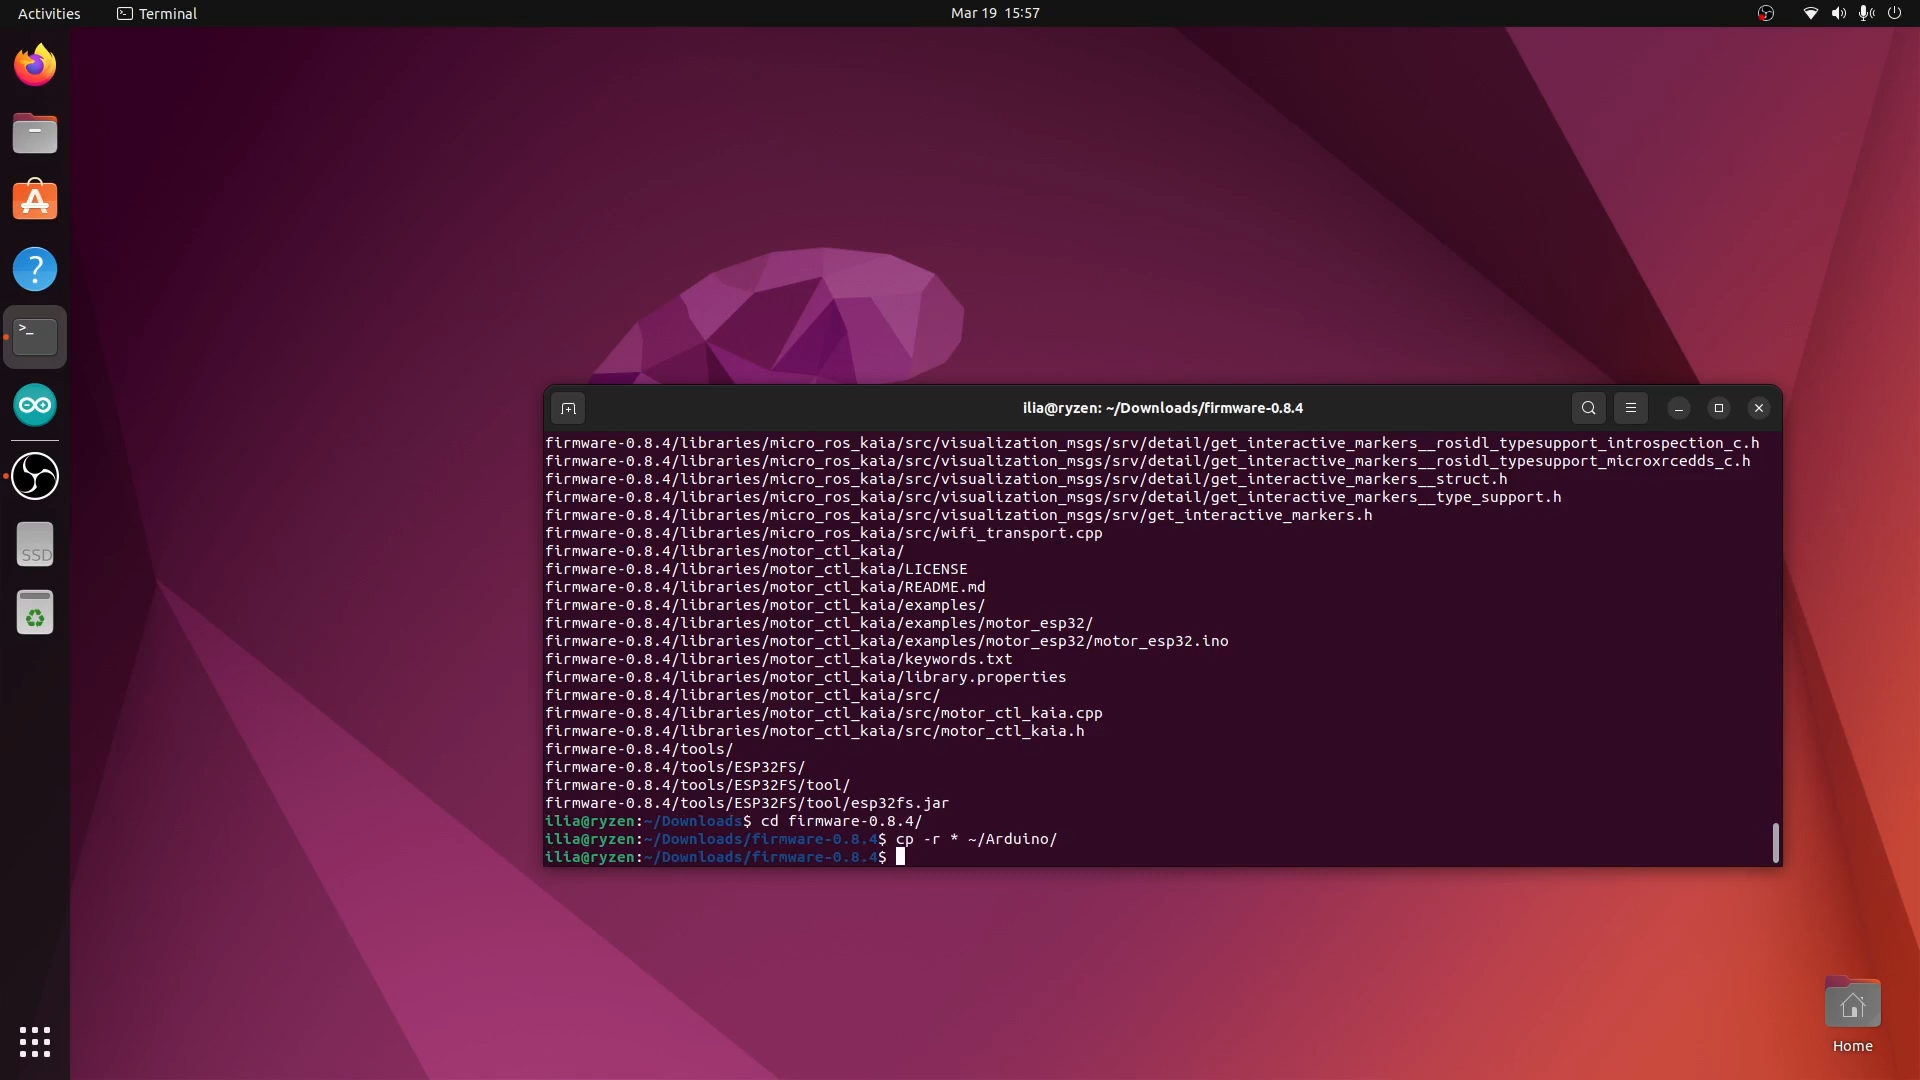 Activities
Terminal
Mar 19 15:57
ilia@ryzen: ~/Downloads/firmware-0.8.4
firmware-0.8.4/libraries/micro_ros_kaia/src/visualization_msgs/srv/detail/get_interactive_markers__rosidl_typesupport_introspection_c.h
firmware-0.8.4/libraries/micro_ros_kaia/src/visualization_msgs/srv/detail/get_interactive_markers__rosidl_typesupport_microxrcedds_c.h
firmware-0.8.4/libraries/micro_ros_kaia/src/visualization_msgs/srv/detail/get_interactive_markers__struct.h
firmware-0.8.4/libraries/micro_ros_kaia/src/visualization_msgs/srv/detail/get_interactive_markers__type_support.h
firmware-0.8.4/libraries/micro_ros_kaia/src/visualization_msgs/srv/get_interactive_markers.h
firmware-0.8.4/libraries/micro_ros_kaia/src/wifi_transport.cpp
firmware-0.8.4/libraries/motor_ctl_kaia/
firmware-0.8.4/libraries/motor_ctl_kaia/LICENSE
firmware-0.8.4/libraries/motor_ctl_kaia/README.md
firmware-0.8.4/libraries/motor_ctl_kaia/examples/
firmware-0.8.4/libraries/motor_ctl_kaia/examples/motor_esp32/
firmware-0.8.4/libraries/motor_ctl_kaia/examples/motor_esp32/motor_esp32.ino
firmware-0.8.4/libraries/motor_ctl_kaia/keywords.txt
firmware-0.8.4/libraries/motor_ctl_kaia/library.properties
firmware-0.8.4/libraries/motor_ctl_kaia/src/
firmware-0.8.4/libraries/motor_ctl_kaia/src/motor_ctl_kaia.cpp
firmware-0.8.4/libraries/motor_ctl_kaia/src/motor_ctl_kaia.h
firmware-0.8.4/tools/
firmware-0.8.4/tools/ESP32FS/
firmware-0.8.4/tools/ESP32FS/tool/
firmware-0.8.4/tools/ESP32FS/tool/esp32fs.jar
ilia@ryzen:~/Downloads$ cd firmware-0.8.4/
ilia@ryzen:~/Downloads/firmware-0.8.4$ cp -r * ~/Arduino/
ilia@ryzen:~/Downloads/firmware-0.8.4$
SSD
Home